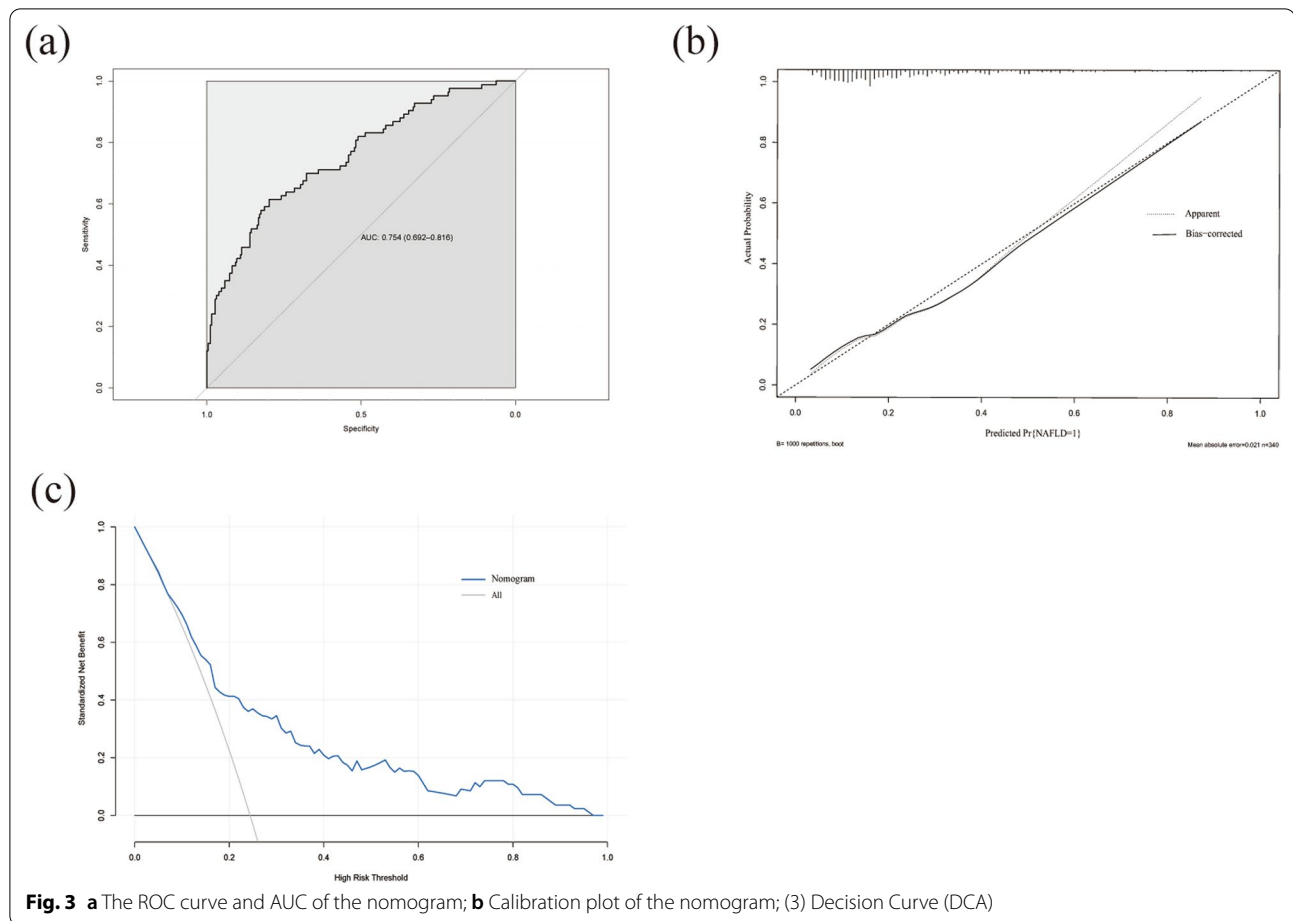 (a)
1.0
0.8
0.6
0.4
0.2
0.0
Sensitivity
AUC: 0.754 (0.692–0.816)
1.0 0.5 0.0
Specificity
(b)
1.0
0.8
0.6
0.4
0.2
0.0
Actual Probability
Apparent
Bias-corrected
0.0 0.2 0.4 0.6 0.8 1.0
Predicted Pr{NAFLD=1}
B= 1000 repetitions, boot
Mean absolute error=0.021 n=340
(c)
1.0
0.8
0.6
0.4
0.2
0.0
Standardized Net Benefit
Nomogram
All
0.0 0.2 0.4 0.6 0.8 1.0
High Risk Threshold
Fig. 3 a The ROC curve and AUC of the nomogram; b Calibration plot of the nomogram; (3) Decision Curve (DCA)